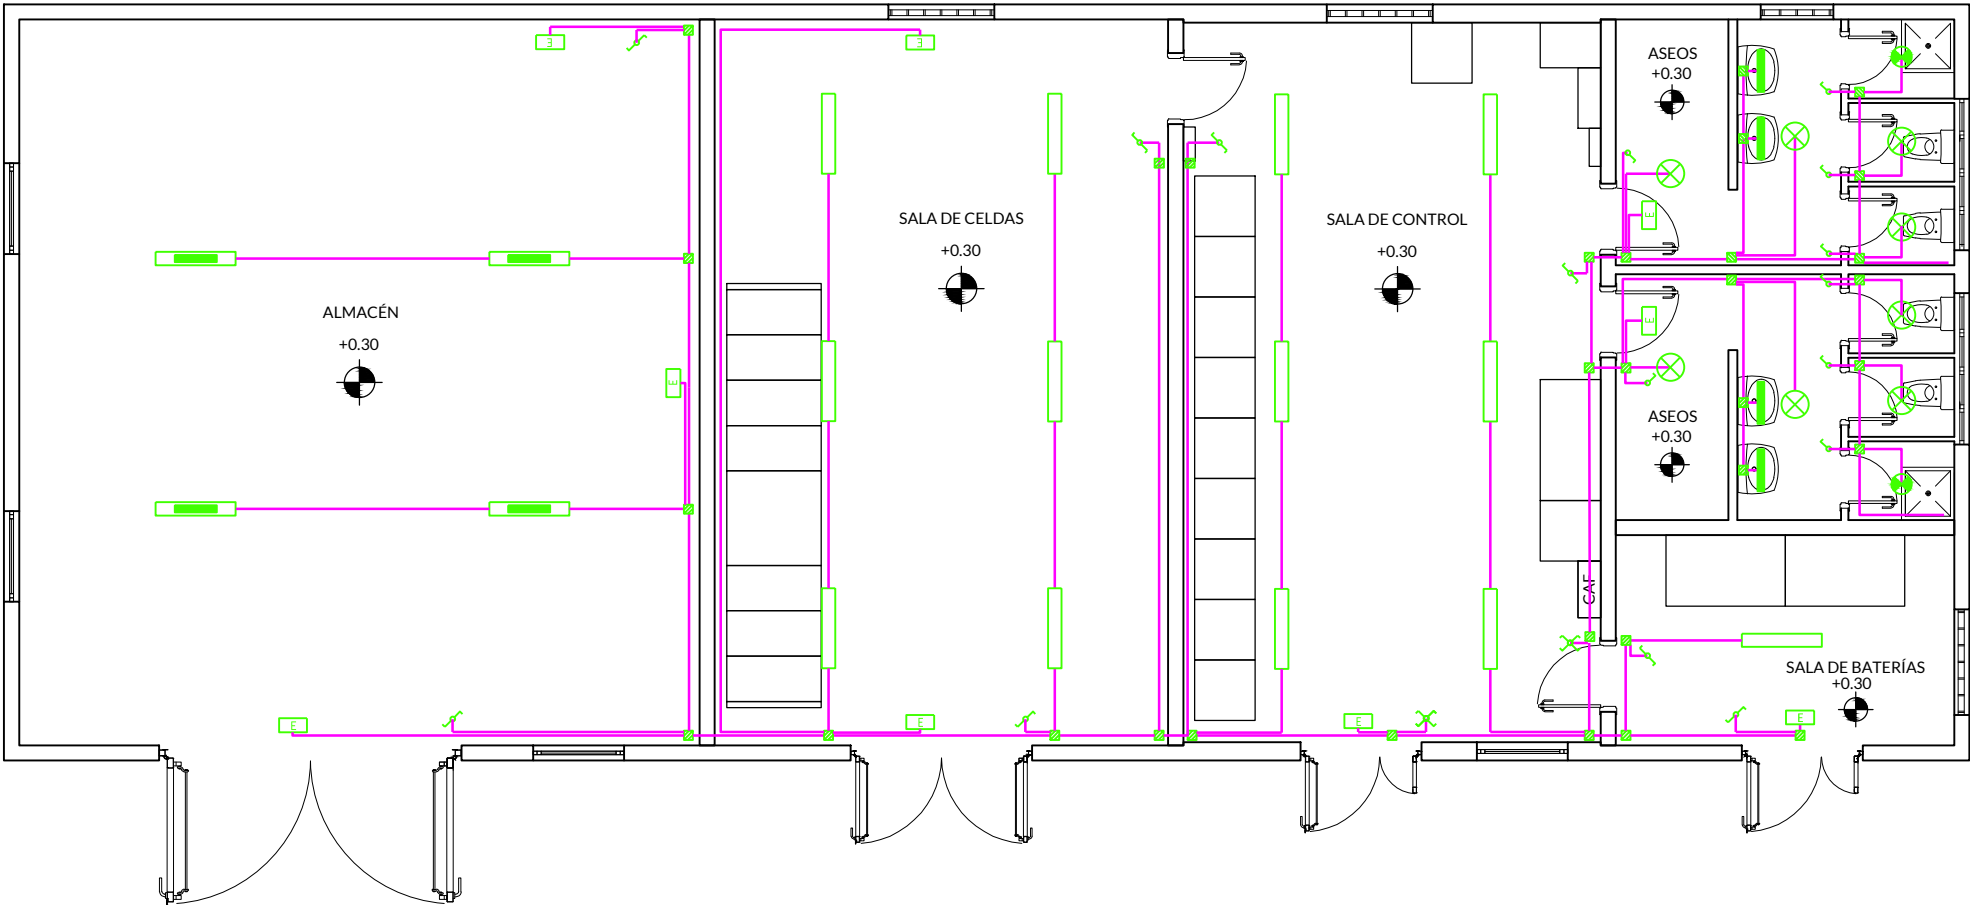 E
E
ASEOS
+0.30
E
SALA DE CELDAS
+0.30
SALA DE CONTROL
+0.30
ALMACÉN
+0.30
E
E
ASEOS
+0.30
CAF
SALA DE BATERÍAS
+0.30
E
E
E
E